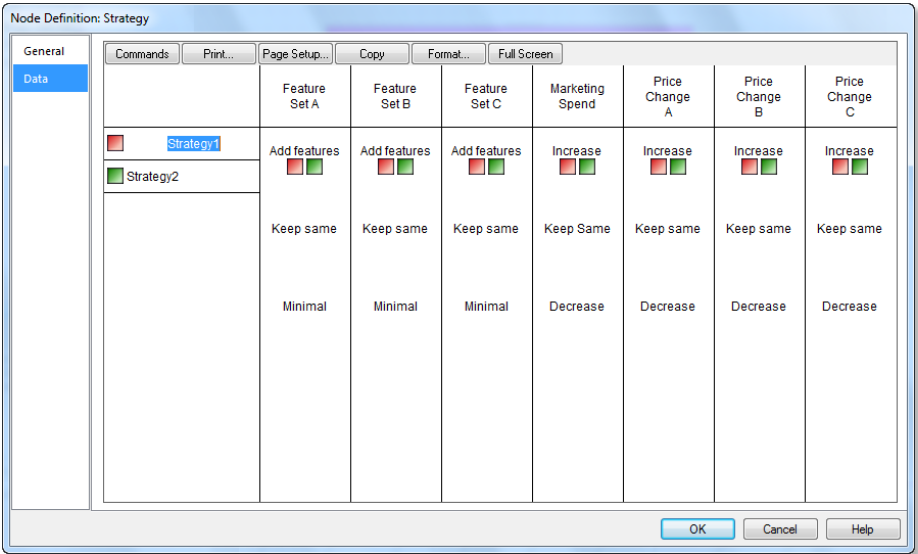 Node Definition: Strategy
General
Data
Commands Print... Page Setup... Copy Format... Full Screen
Feature Set A
Feature Set B
Feature Set C
Marketing Spend
Price Change A
Price Change B
Price Change C
Strategy1
Strategy2
Add features Add features Add features Increase Increase Increase Increase
Keep same Keep same Keep same Keep Same Keep same Keep same Keep same
Minimal Minimal Minimal Decrease Decrease Decrease Decrease
OK Cancel Help